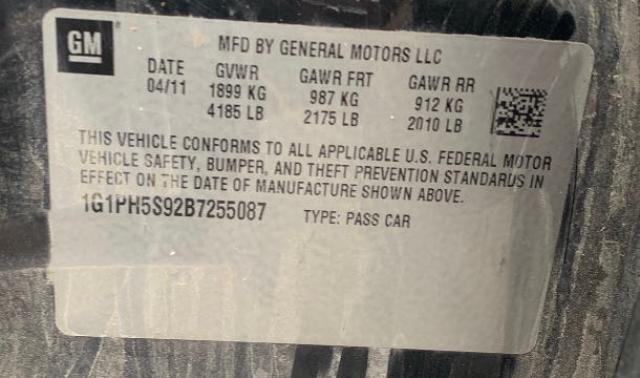 GM®
MFD BY GENERAL MOTORS LLC
DATE GVWR GAWR FRT GAWR RR
04/11 1899 KG 987 KG 912 KG
4185 LB 2175 LB 2010 LB
THIS VEHICLE CONFORMS TO ALL APPLICABLE U.S. FEDERAL MOTOR
VEHICLE SAFETY, BUMPER, AND THEFT PREVENTION STANDARDS IN
EFFECT ON THE DATE OF MANUFACTURE SHOWN ABOVE.
1G1PH5S92B7255087 TYPE: PASS CAR